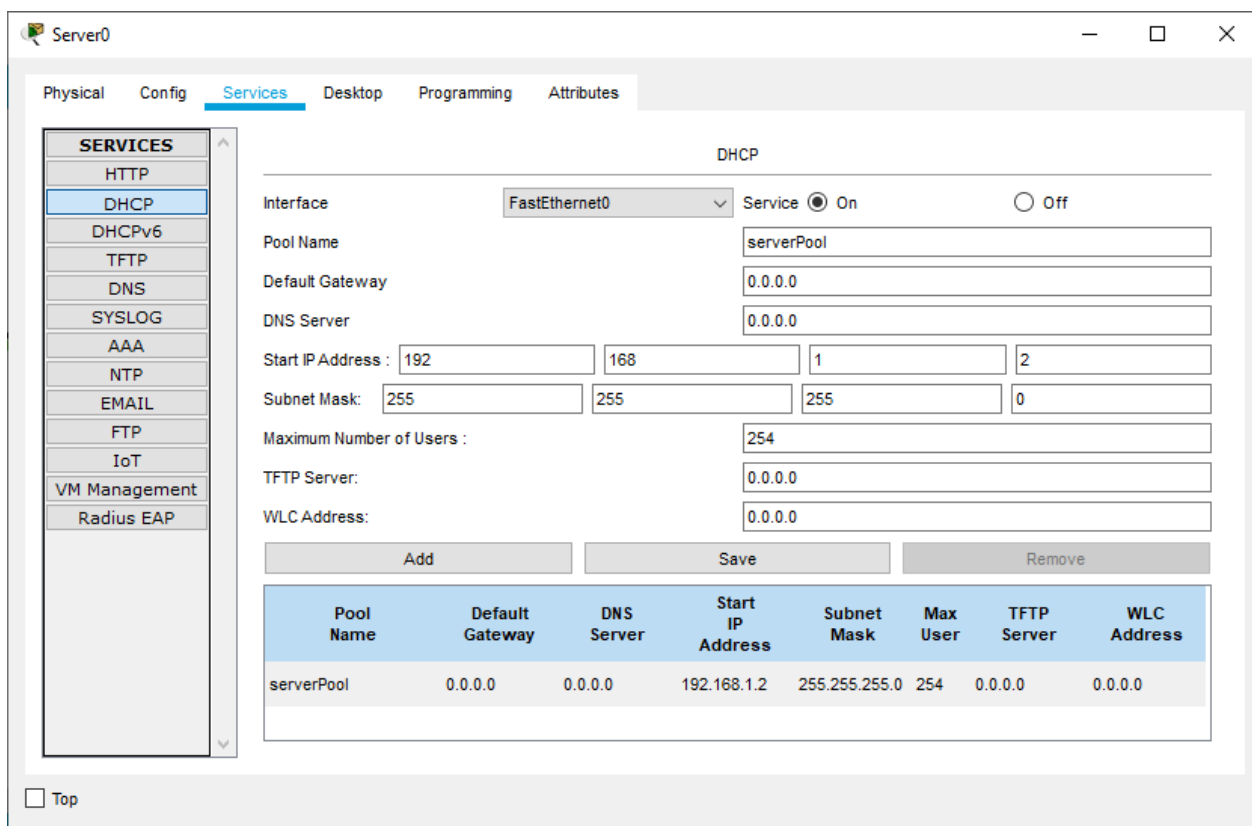 Server0
Physical Config Services Desktop Programming Attributes
SERVICES
HTTP
DHCP
DHCPv6
TFTP
DNS
SYSLOG
AAA
NTP
EMAIL
FTP
IoT
VM Management
Radius EAP
DHCP
Interface FastEthernet0 Service On Off
Pool Name serverPool
Default Gateway 0.0.0.0
DNS Server 0.0.0.0
Start IP Address : 192 168 1 2
Subnet Mask: 255 255 255 0
Maximum Number of Users : 254
TFTP Server: 0.0.0.0
WLC Address: 0.0.0.0
Add Save Remove
Pool Name Default Gateway DNS Server Start IP Address Subnet Mask Max User TFTP Server WLC Address
serverPool 0.0.0.0 0.0.0.0 192.168.1.2 255.255.255.0 254 0.0.0.0 0.0.0.0
Top